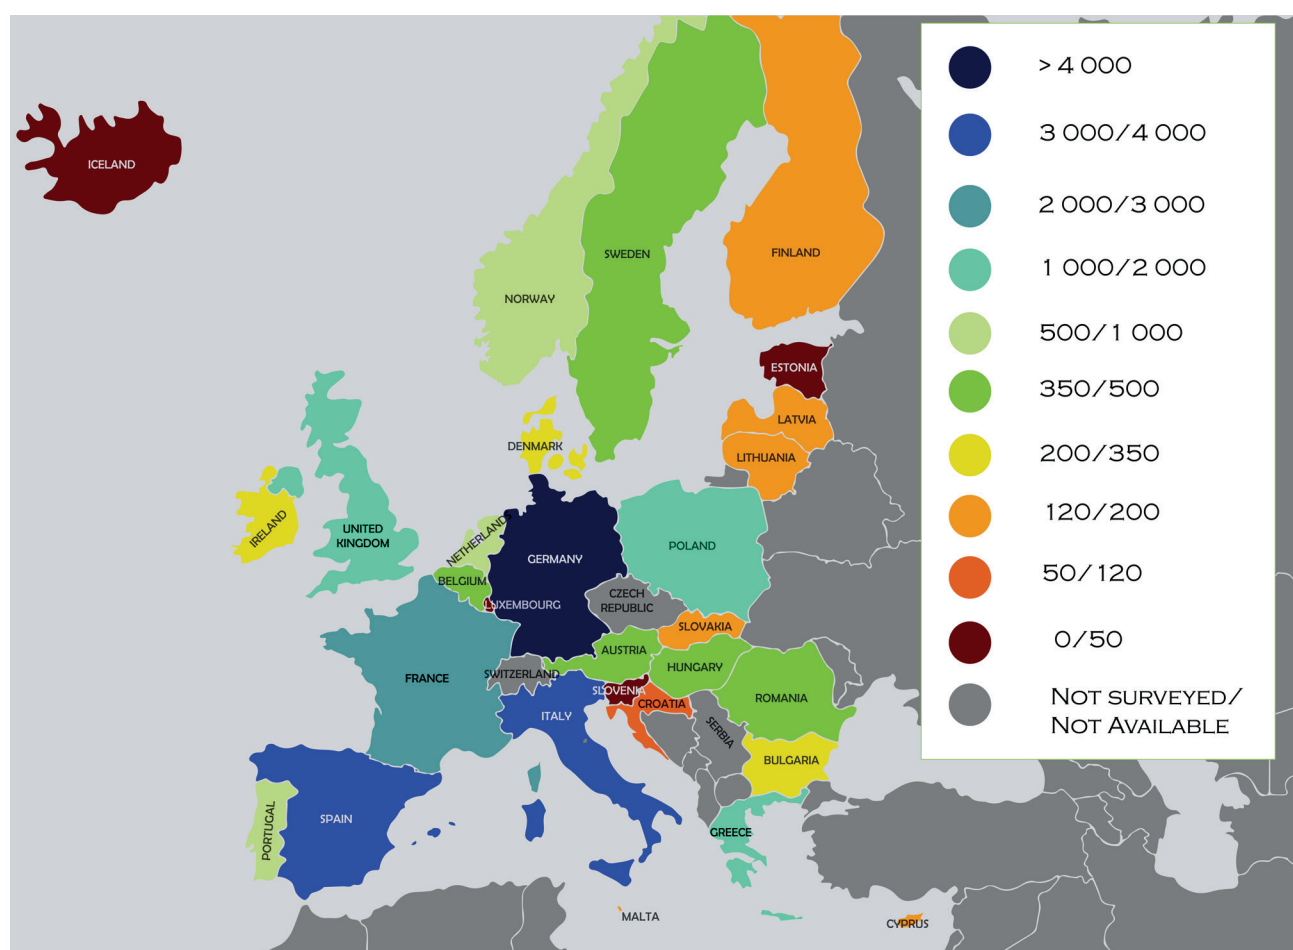 > 4 000
3 000/4 000
2 000/3 000
1 000/2 000
500/1 000
350/500
200/350
120/200
50/120
0/50
NOT SURVEYED/
NOT AVAILABLE
ICELAND
SWEDEN
FINLAND
NORWAY
ESTONIA
LATVIA
DENMARK
LITHUANIA
IRELAND
UNITED
KINGDOM
NETHERLANDS
POLAND
GERMANY
BELGIUM
CZECH
REPUBLIC
LUXEMBOURG
SLOVAKIA
AUSTRIA
HUNGARY
FRANCE
SWITZERLAND
SLOVENIA
ROMANIA
CROATIA
ITALY
SERBIA
BULGARIA
SPAIN
PORTUGAL
GREECE
MALTA
CYPRUS